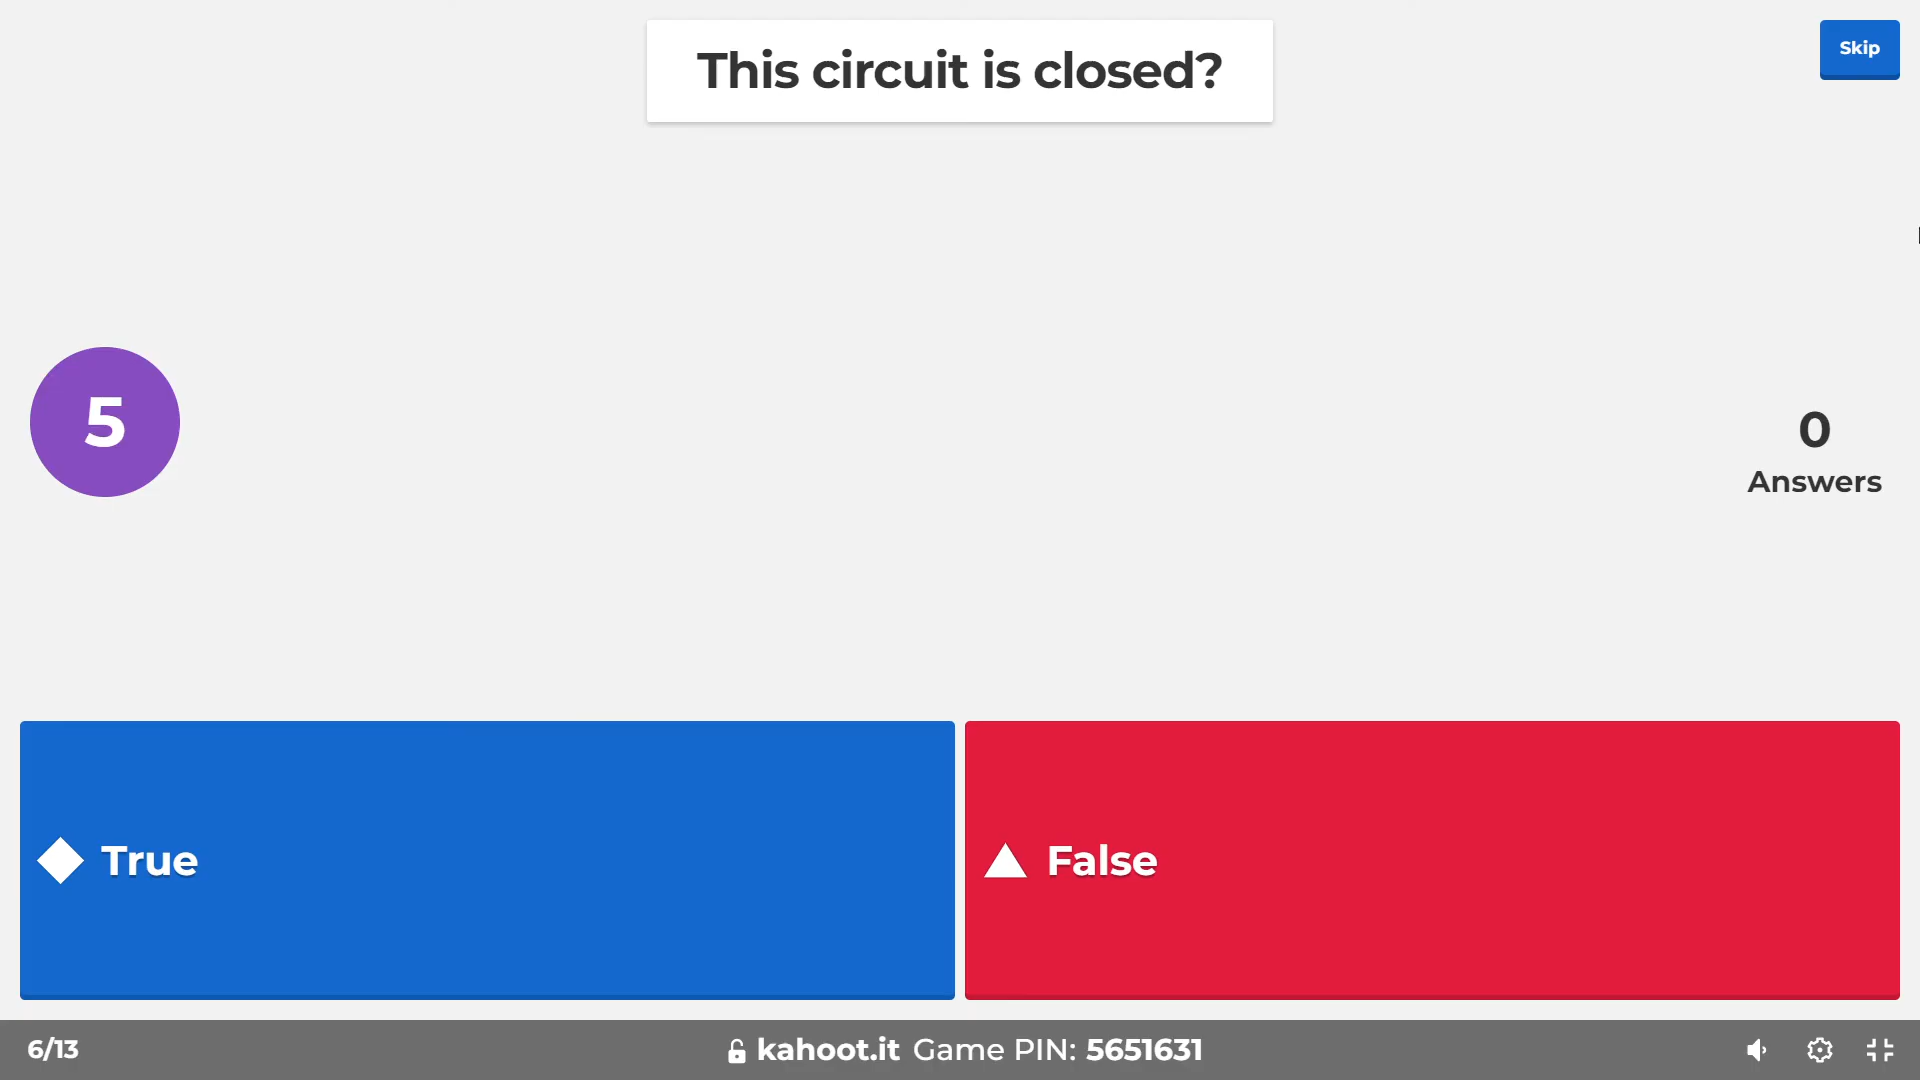 This circuit is closed?
Skip
5
0
Answers
True
False
6/13
kahoot.it Game PIN: 5651631